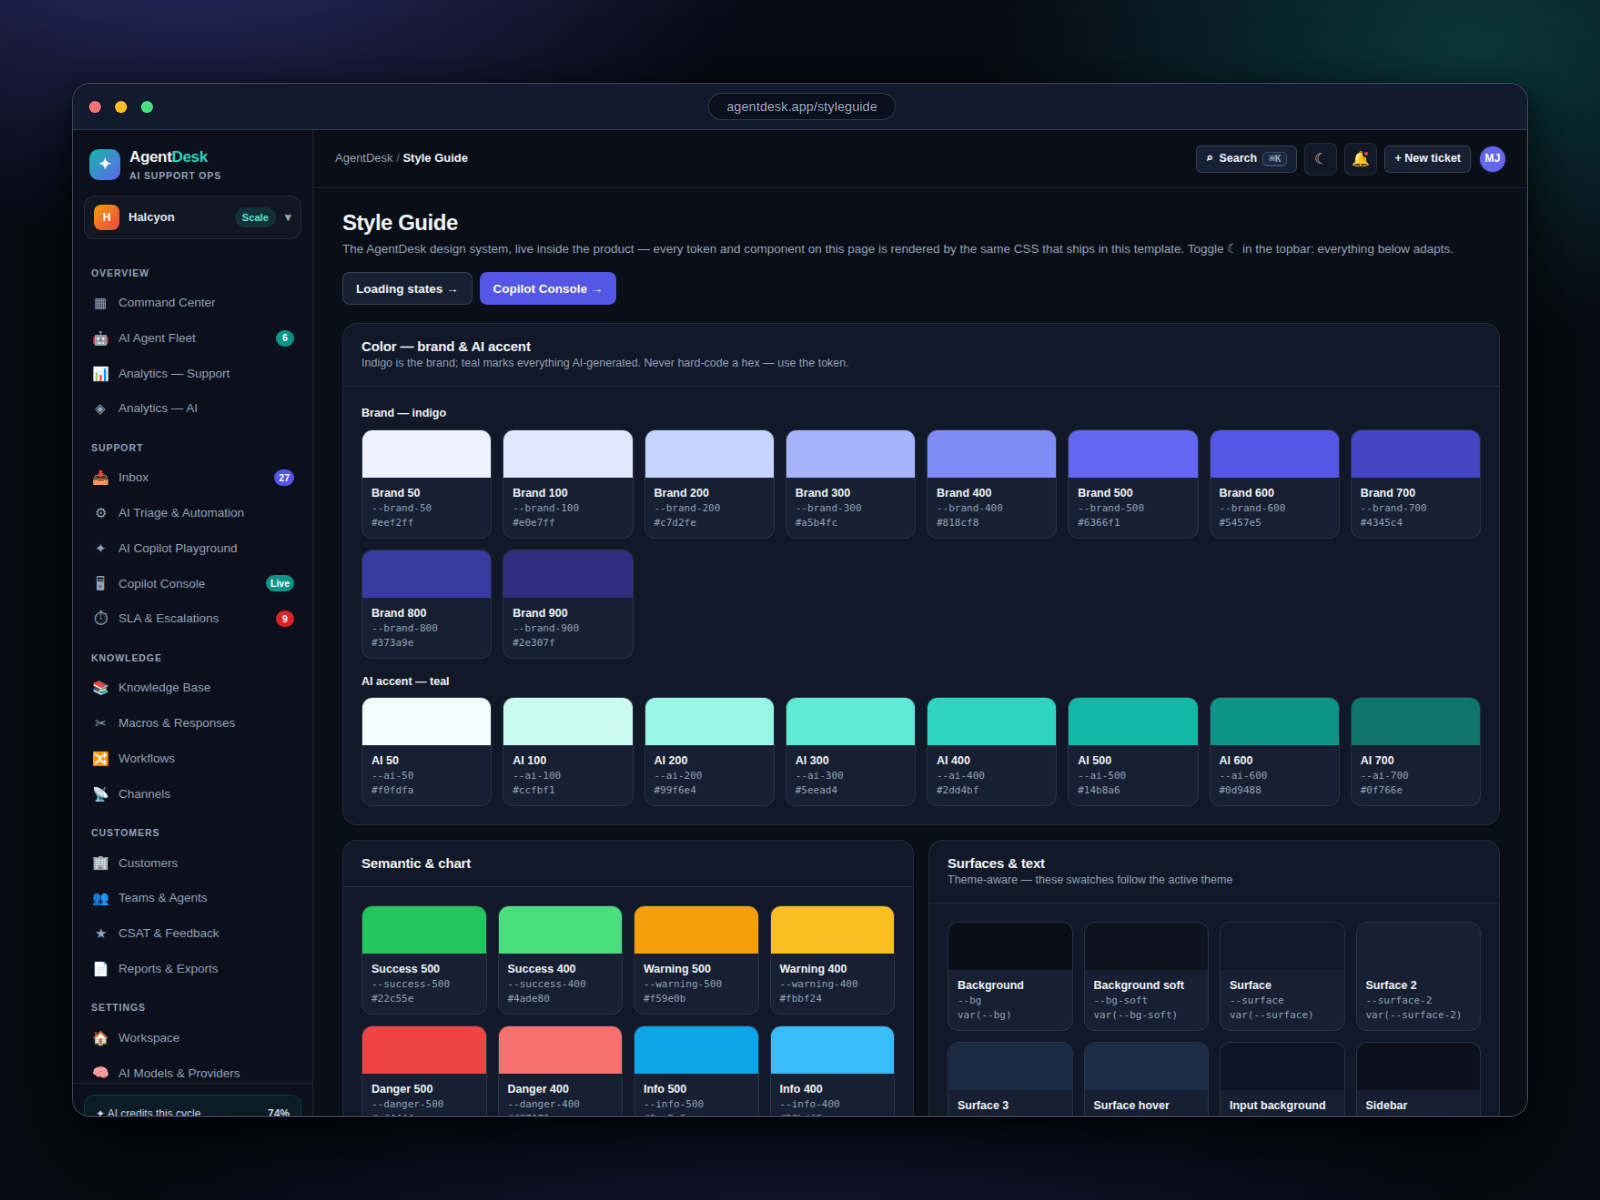 agentdesk.app/styleguide
AgentDesk
AI SUPPORT OPS
H Halcyon Scale
OVERVIEW
Command Center
AI Agent Fleet 6
Analytics — Support
Analytics — AI
SUPPORT
Inbox 27
AI Triage & Automation
AI Copilot Playground
Copilot Console Live
SLA & Escalations 9
KNOWLEDGE
Knowledge Base
Macros & Responses
Workflows
Channels
CUSTOMERS
Customers
Teams & Agents
CSAT & Feedback
Reports & Exports
SETTINGS
Workspace
AI Models & Providers
✦ AI credits this cycle 74%
AgentDesk / Style Guide
Search ⌘K
+ New ticket
MJ
Style Guide
The AgentDesk design system, live inside the product — every token and component on this page is rendered by the same CSS that ships in this template. Toggle ☾ in the topbar: everything below adapts.
Loading states →
Copilot Console →
Color — brand & AI accent
Indigo is the brand; teal marks everything AI-generated. Never hard-code a hex — use the token.
Brand — indigo
Brand 50 Brand 100 Brand 200 Brand 300 Brand 400 Brand 500 Brand 600 Brand 700
--brand-50 --brand-100 --brand-200 --brand-300 --brand-400 --brand-500 --brand-600 --brand-700
#eef2ff #e0e7ff #c7d2fe #a5b4fc #818cf8 #6366f1 #5457e5 #4345c4
Brand 800 Brand 900
--brand-800 --brand-900
#373a9e #2e307f
AI accent — teal
AI 50 AI 100 AI 200 AI 300 AI 400 AI 500 AI 600 AI 700
--ai-50 --ai-100 --ai-200 --ai-300 --ai-400 --ai-500 --ai-600 --ai-700
#f0fdfa #ccfbf1 #99f6e4 #5eead4 #2dd4bf #14b8a6 #0d9488 #0f766e
Semantic & chart
Success 500 Success 400 Warning 500 Warning 400
--success-500 --success-400 --warning-500 --warning-400
#22c55e #4ade80 #f59e0b #fbbf24
Danger 500 Danger 400 Info 500 Info 400
--danger-500 --danger-400 --info-500 --info-400
Surfaces & text
Theme-aware — these swatches follow the active theme
Background Background soft Surface Surface 2
--bg --bg-soft --surface --surface-2
var(--bg) var(--bg-soft) var(--surface) var(--surface-2)
Surface 3 Surface hover Input background Sidebar